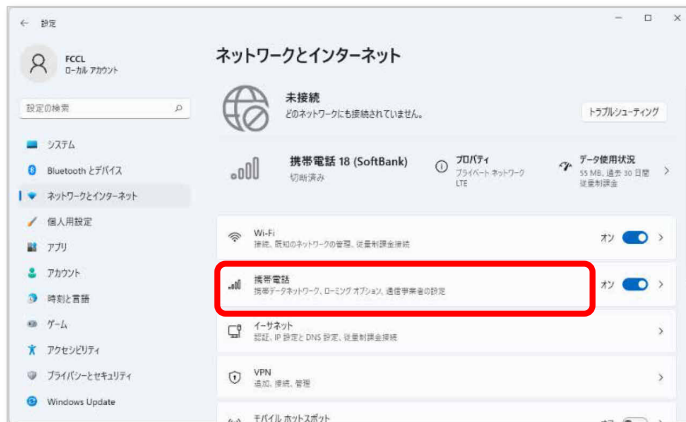 ← 設定
FCCL
ローカル アカウント
設定の検索
システム
Bluetooth とデバイス
ネットワークとインターネット
個人用設定
アプリ
アカウント
時刻と言語
ゲーム
アクセシビリティ
プライバシーとセキュリティ
Windows Update
ネットワークとインターネット
未接続
どのネットワークにも接続されていません。
トラブルシューティング
携帯電話 18 (SoftBank)
切断済み
プロパティ
プライベート ネットワーク
LTE
データ使用状況
55 MB、過去 30 日間
従量制課金
Wi-Fi
接続、既知のネットワークの管理、従量制課金接続
オン
携帯電話
携帯データネットワーク、ローミング オプション、通信事業者の設定
オン
イーサネット
認証、IP 設定と DNS 設定、従量制課金接続
VPN
追加、接続、管理
モバイル ホットスポット
オフ